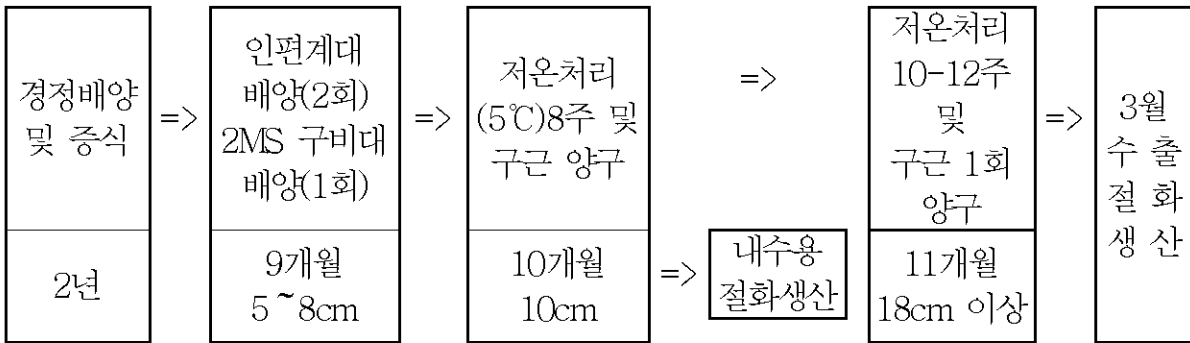 경정배양
및 증식
2년
=>
인편계대
배양(2회)
2MS 구비대
배양(1회)
9개월
5~8cm
=>
저온처리
(5℃)8주 및
구근 양구
10개월
10cm
=>
=>
내수용
절화생산
저온처리
10-12주
및
구근 1회
양구
11개월
18cm 이상
=>
3월
수 출
절 화
생 산